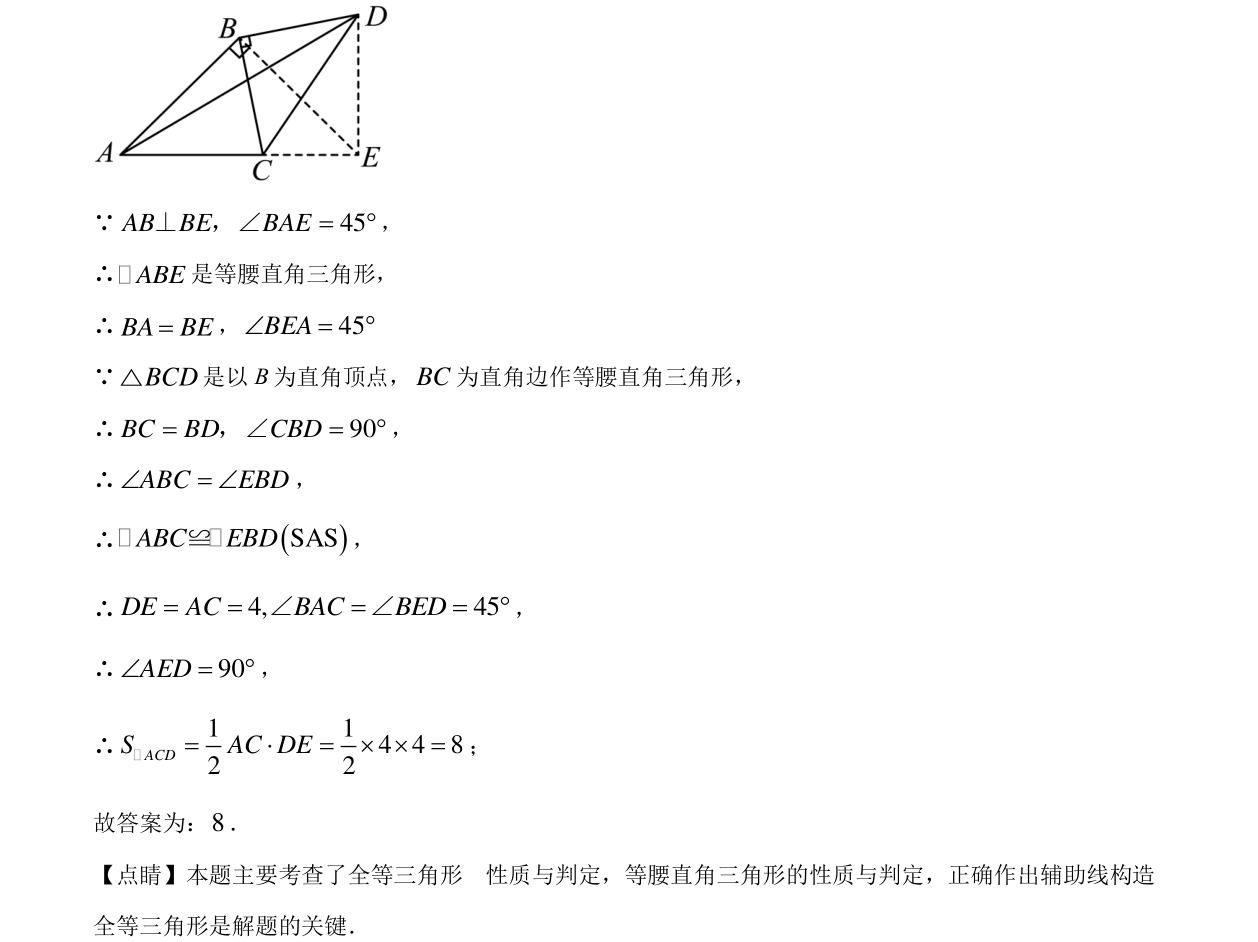 B
D
A
C
E
∵ AB⊥BE，∠BAE = 45°，
∴□ABE 是等腰直角三角形，
∴ BA = BE，∠BEA = 45°
∵ △BCD 是以 B 为直角顶点， BC 为直角边作等腰直角三角形，
∴ BC = BD，∠CBD = 90°，
∴ ∠ABC = ∠EBD，
∴□ABC≌□EBD(SAS)，
∴ DE = AC = 4,∠BAC = ∠BED = 45°，
∴ ∠AED = 90°，
∴ S□ACD = 1/2 AC · DE = 1/2 × 4 × 4 = 8；
故答案为：8．
【点睛】本题主要考查了全等三角形 性质与判定，等腰直角三角形的性质与判定，正确作出辅助线构造
全等三角形是解题的关键．